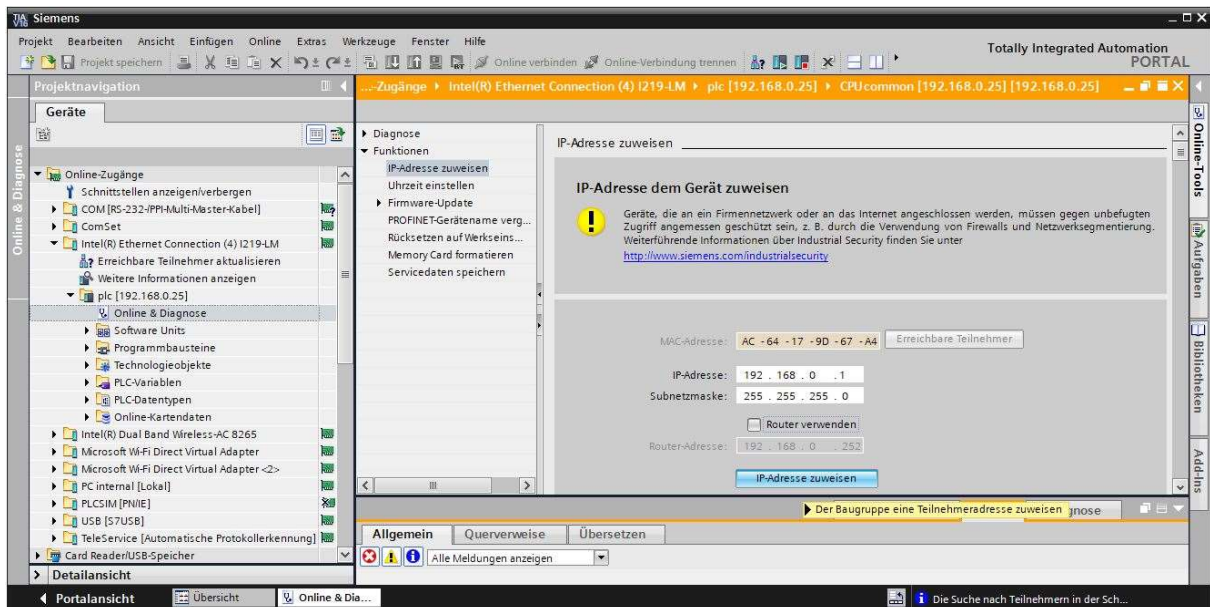 Siemens
Projekt Bearbeiten Ansicht Einfügen Online Extras Werkzeuge Fenster Hilfe
Totally Integrated Automation
PORTAL
Projekt speichern
Online verbinden
Online-Verbindung trennen
Projektnavigation
...-Zugänge Intel(R) Ethernet Connection (4) I219-LM plc [192.168.0.25] CPUcommon [192.168.0.25] [192.168.0.25]
Geräte
Online & Diagnose
Online-Zugänge
Schnittstellen anzeigen/verbergen
COM [RS-232-/PPI-Multi-Master-Kabel]
ComSet
Intel(R) Ethernet Connection (4) I219-LM
Erreichbare Teilnehmer aktualisieren
Weitere Informationen anzeigen
plc [192.168.0.25]
Online & Diagnose
Software Units
Programmbausteine
Technologieobjekte
PLC-Variablen
PLC-Datentypen
Online-Kartendaten
Intel(R) Dual Band Wireless-AC 8265
Microsoft Wi-Fi Direct Virtual Adapter
Microsoft Wi-Fi Direct Virtual Adapter <2>
PC internal [Lokal]
PLCSIM [PN/IE]
USB [S7USB]
TeleService [Automatische Protokollerkennung]
Card Reader/USB-Speicher
Detailansicht
Diagnose
Funktionen
IP-Adresse zuweisen
Uhrzeit einstellen
Firmware-Update
PROFINET-Gerätename verg...
Rücksetzen auf Werkseins...
Memory Card formatieren
Servicedaten speichern
IP-Adresse zuweisen
IP-Adresse dem Gerät zuweisen
Geräte, die an ein Firmennetzwerk oder an das Internet angeschlossen werden, müssen gegen unbefugten
Zugriff angemessen geschützt sein, z. B. durch die Verwendung von Firewalls und Netzwerksegmentierung.
Weiterführende Informationen über Industrial Security finden Sie unter
http://www.siemens.com/industrialsecurity
MAC-Adresse: AC -64 -17 -9D -67 -A4 Erreichbare Teilnehmer
IP-Adresse: 192 . 168 . 0 . 1
Subnetzmaske: 255 . 255 . 255 . 0
Router verwenden
Router-Adresse: 192 . 168 . 0 . 252
IP-Adresse zuweisen
Der Baugruppe eine Teilnehmeradresse zuweisen gnose
Allgemein Querverweise Übersetzen
Alle Meldungen anzeigen
Online-Tools
Aufgaben
Bibliotheken
Add-Ins
Portalansicht Übersicht Online & Dia... Die Suche nach Teilnehmern in der Sch...